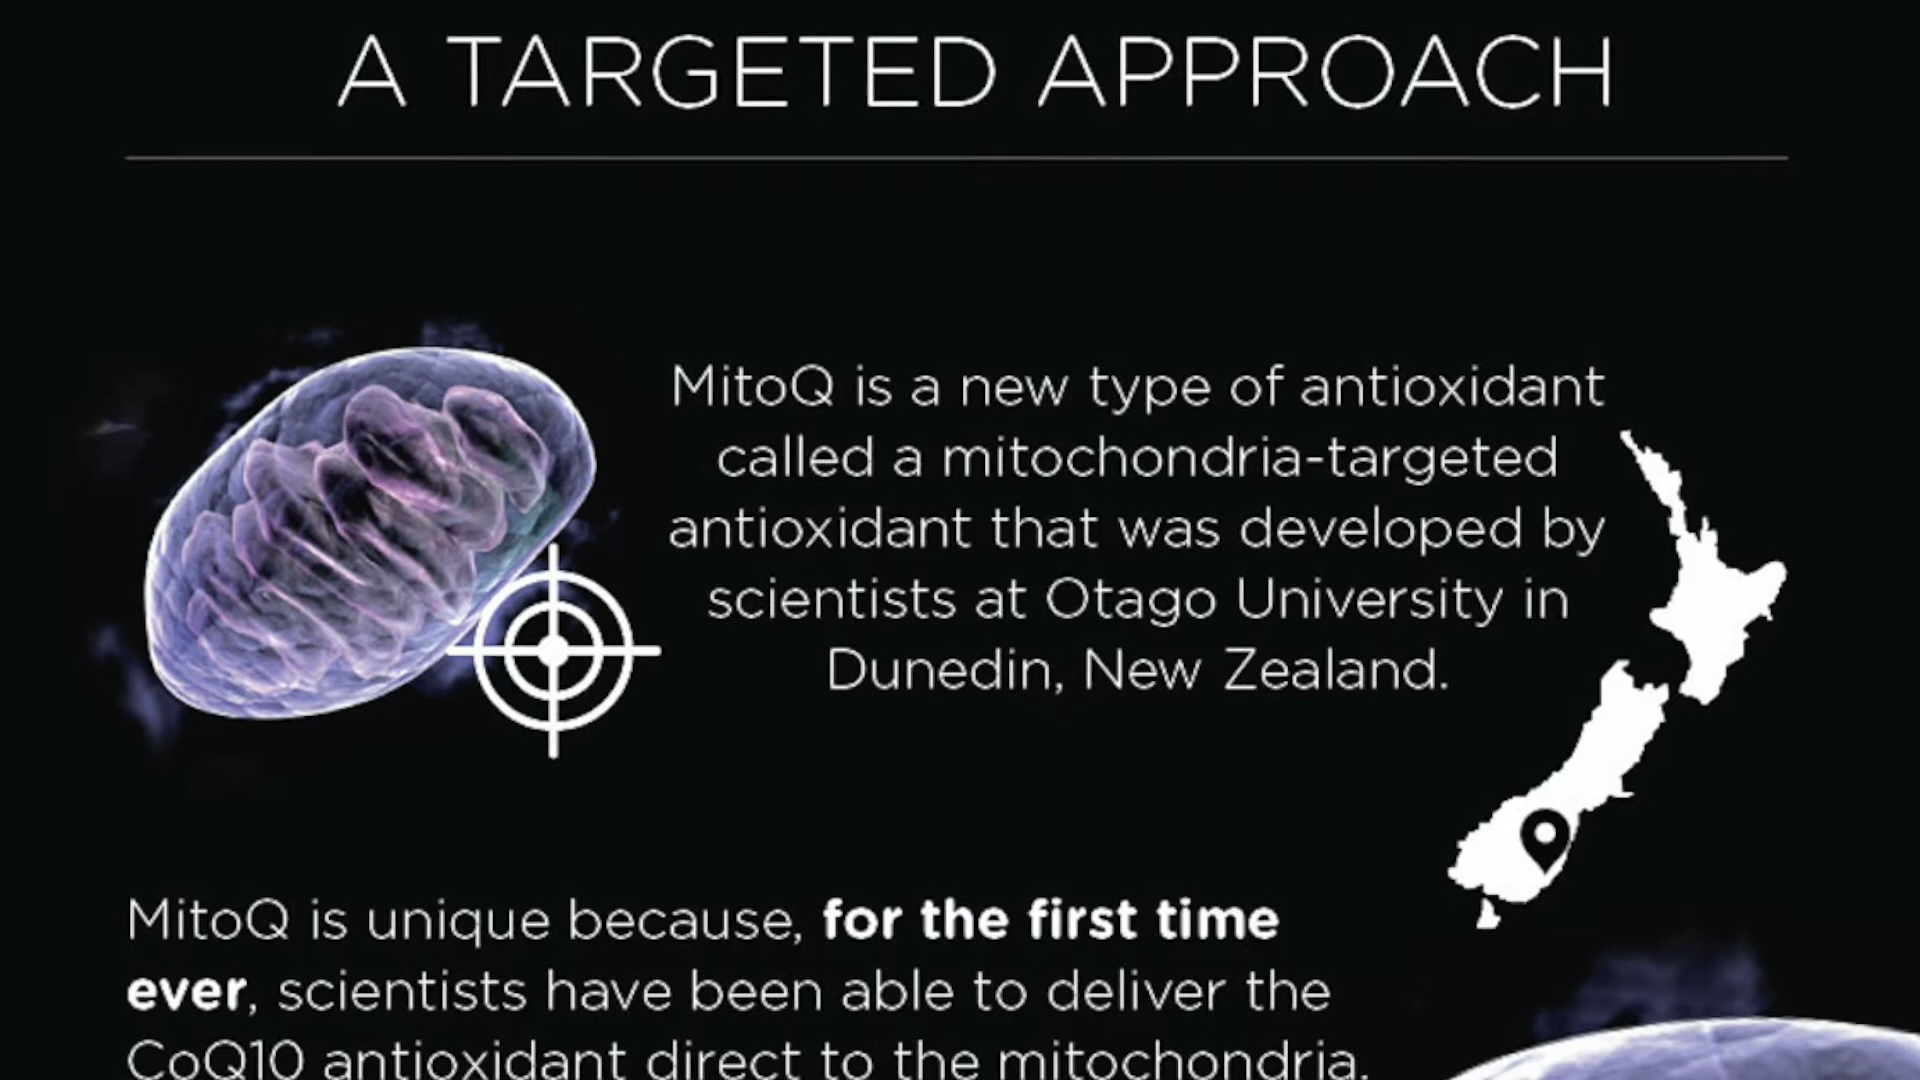 A TARGETED APPROACH
MitoQ is a new type of antioxidant
called a mitochondria-targeted
antioxidant that was developed by
scientists at Otago University in
Dunedin, New Zealand.
MitoQ is unique because, for the first time
ever, scientists have been able to deliver the
CoQ10 antioxidant direct to the mitochondria.